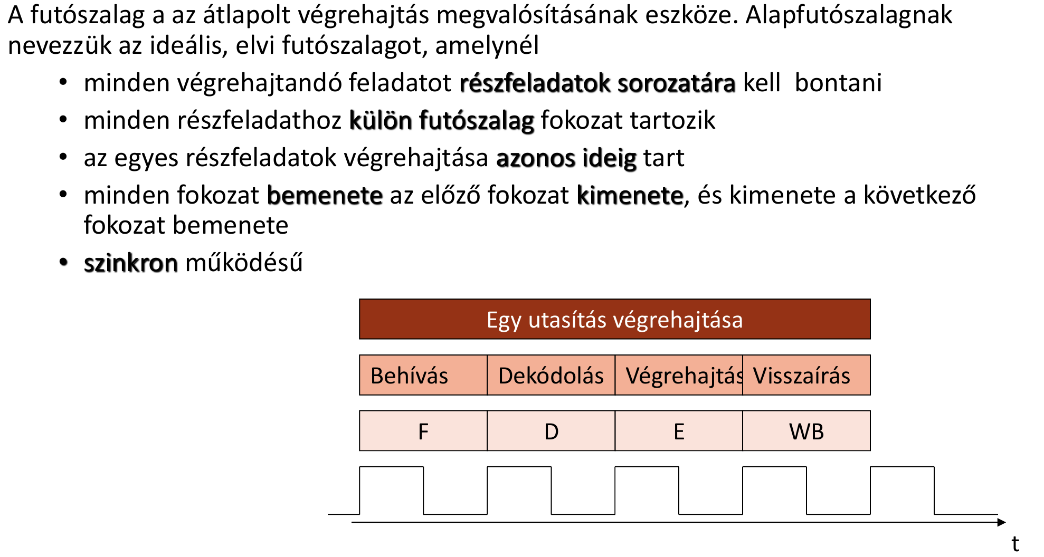 A futószalag a az átlapolt végrehajtás megvalósításának eszköze. Alapfutószalagnak
nevezzük az ideális, elvi futószalagot, amelynél
• minden végrehajtandó feladatot részfeladatok sorozatára kell bontani
• minden részfeladathoz külön futószalag fokozat tartozik
• az egyes részfeladatok végrehajtása azonos ideig tart
• minden fokozat bemenete az előző fokozat kimenete, és kimenete a következő
fokozat bemenete
• szinkron működésű
Egy utasítás végrehajtása
Behívás Dekódolás Végrehajtás Visszaírás
F D E WB
t